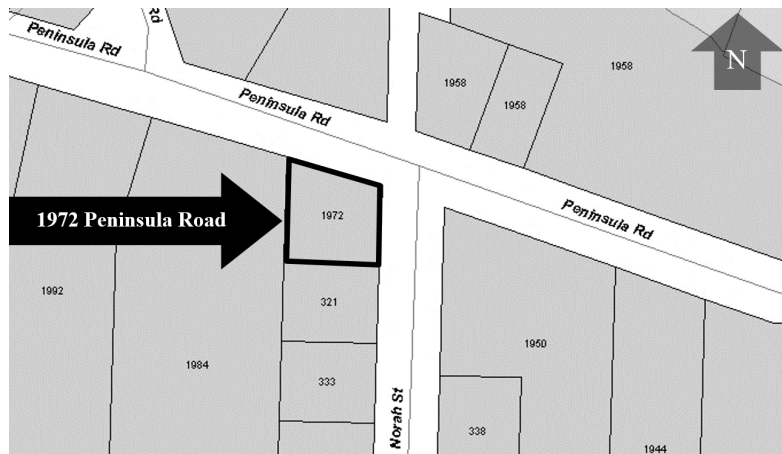 Rd
Peninsula Rd
Peninsula Rd
N
1958
1958
1958
1972 Peninsula Road
1972
Peninsula Rd
1992
321
1984
1950
333
Norah St
338
1944